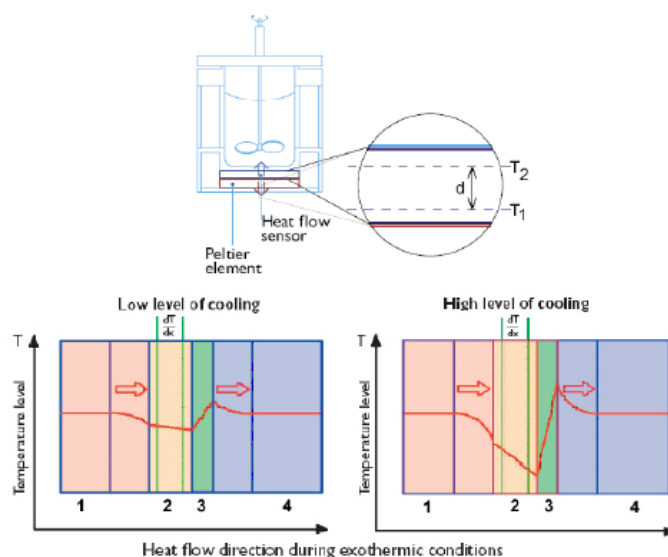 T2
d
T1
Heat flow
sensor
Peltier
element
Low level of cooling
dT
dx
T
Temperature level
1
2
3
4
High level of cooling
dT
dx
T
Temperature level
1
2
3
4
Heat flow direction during exothermic conditions